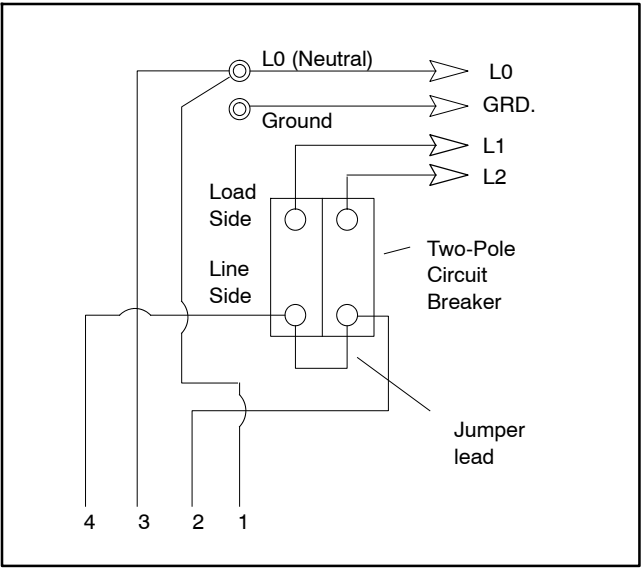 L0 (Neutral)
L0
GRD.
Ground
L1
L2
Load
Side
Line
Side
Two-Pole
Circuit
Breaker
Jumper
lead
4 3 2 1